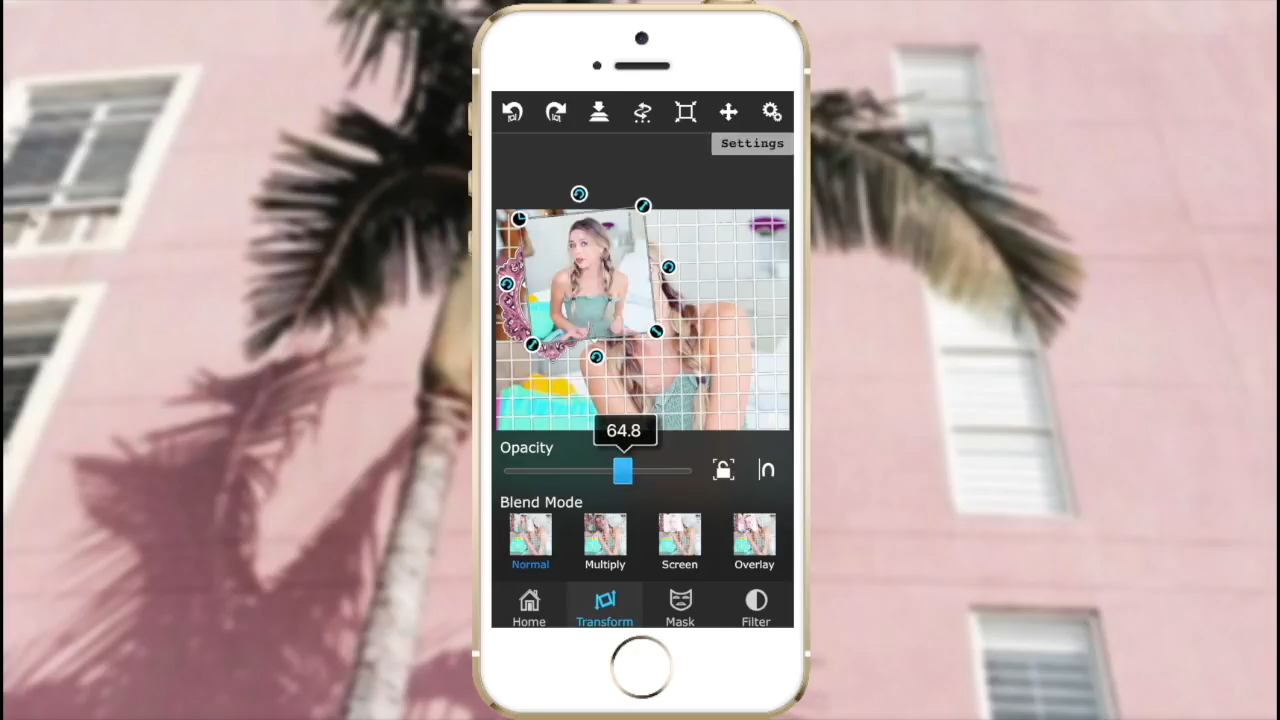 Settings
64.8
Opacity
Blend Mode
Normal Multiply Screen Overlay
Home Transform Mask Filter